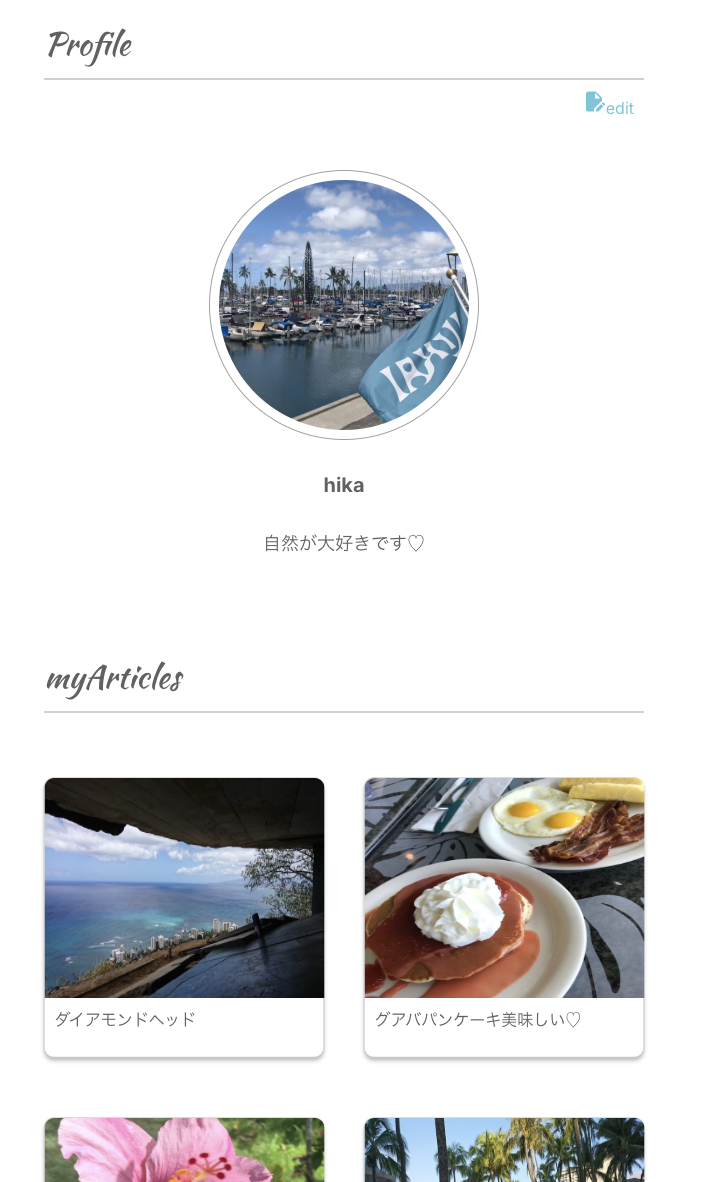 Profile
edit
hika
自然が大好きです♡
myArticles
ダイアモンドヘッド
グアバパンケーキ美味しい♡